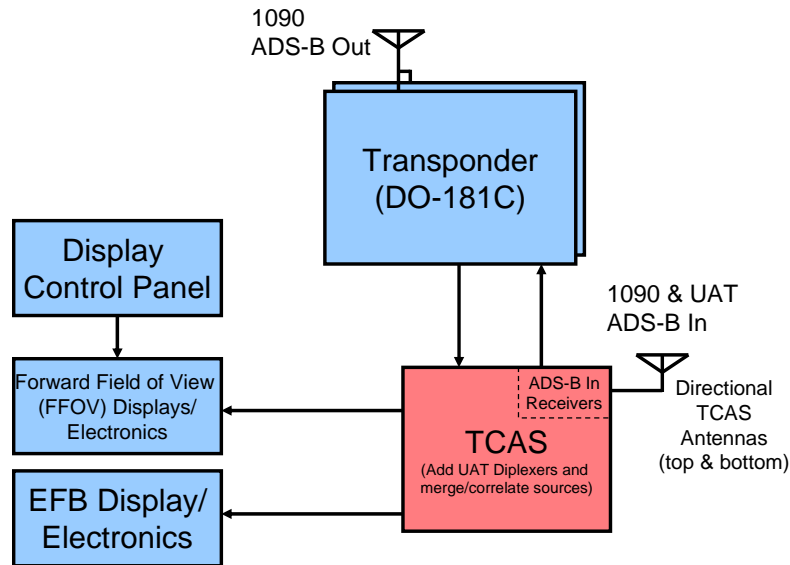 1090
ADS-B Out
Transponder
(DO-181C)
Display
Control Panel
1090 & UAT
ADS-B In
Forward Field of View
(FFOV) Displays/
Electronics
ADS-B In
Receivers
TCAS
(Add UAT Diplexers and
merge/correlate sources)
Directional
TCAS
Antennas
(top & bottom)
EFB Display/
Electronics